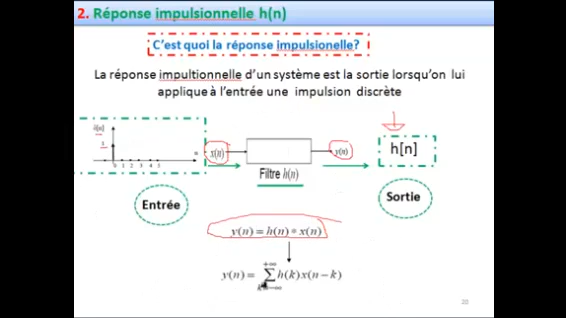 2. Réponse impulsionnelle h(n)
C'est quoi la réponse impulsionelle?
La réponse impultionnelle d'un système est la sortie lorsqu'on lui
applique à l'entrée une impulsion discrète
δ[n]
1
0 1 2 3 4 5
n
x(n)
y(n)
h[n]
Filtre h(n)
Entrée
Sortie
y(n) = h(n) * x(n)
y(n) = ∑_{k=-∞}^{+∞} h(k)x(n-k)
20